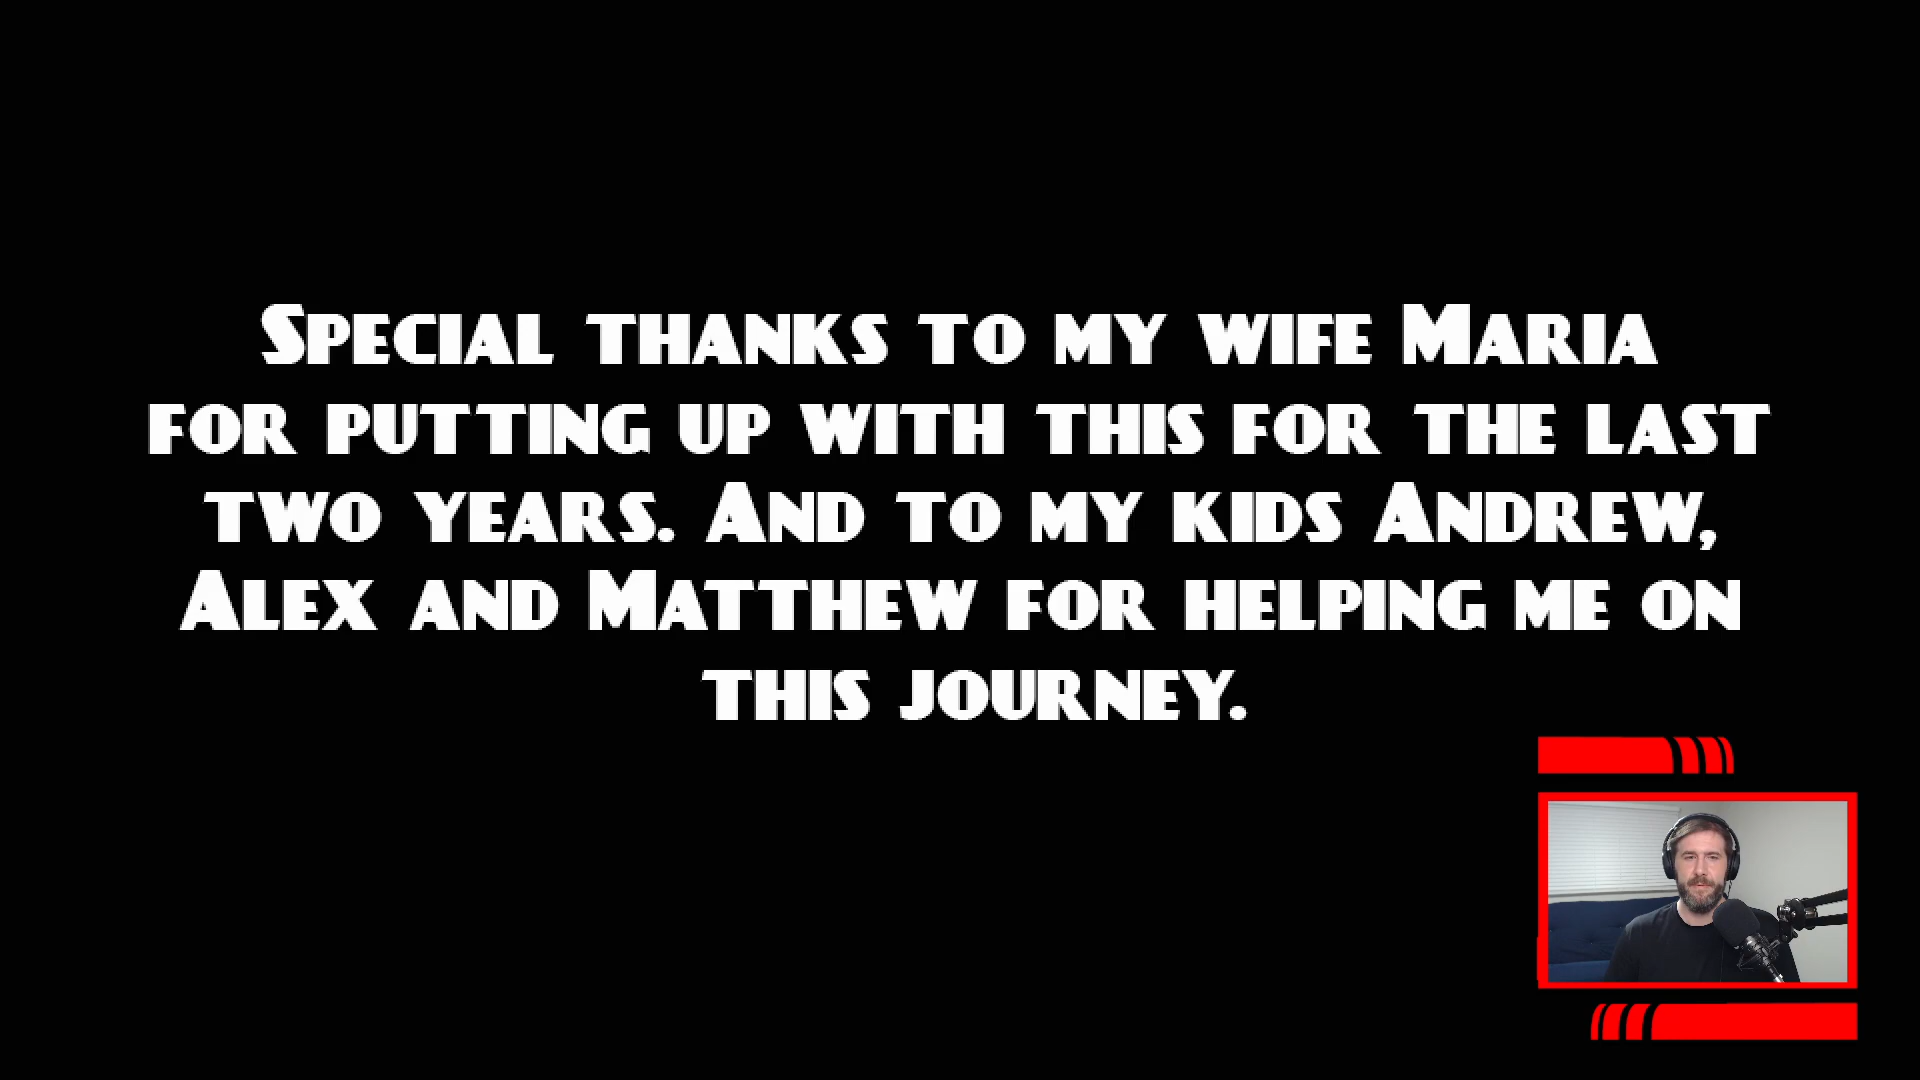 Special thanks to my wife Maria
for putting up with this for the last
two years. And to my kids Andrew,
Alex and Matthew for helping me on
this journey.